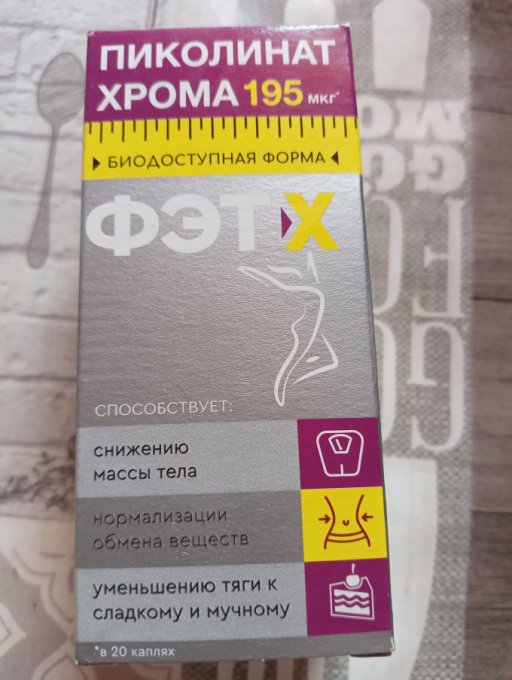 ПИКОЛИНАТ
ХРОМА 195 мкг*
БИОДОСТУПНАЯ ФОРМА
ФЭТ-Х
СПОСОБСТВУЕТ:
снижению
массы тела
нормализации
обмена веществ
уменьшению тяги к
сладкому и мучному
*в 20 каплях